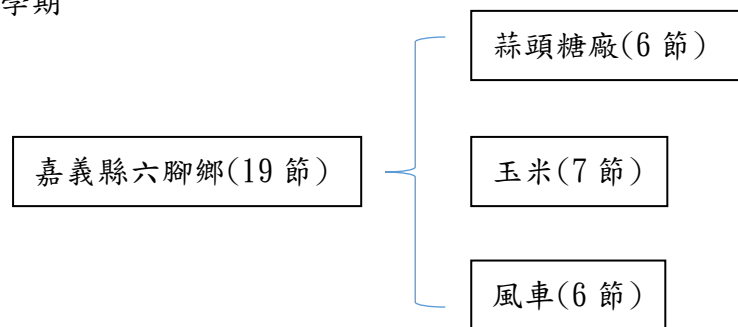 學期
蒜頭糖廠(6 節)
嘉義縣六腳鄉(19 節)
玉米(7 節)
風車(6 節)